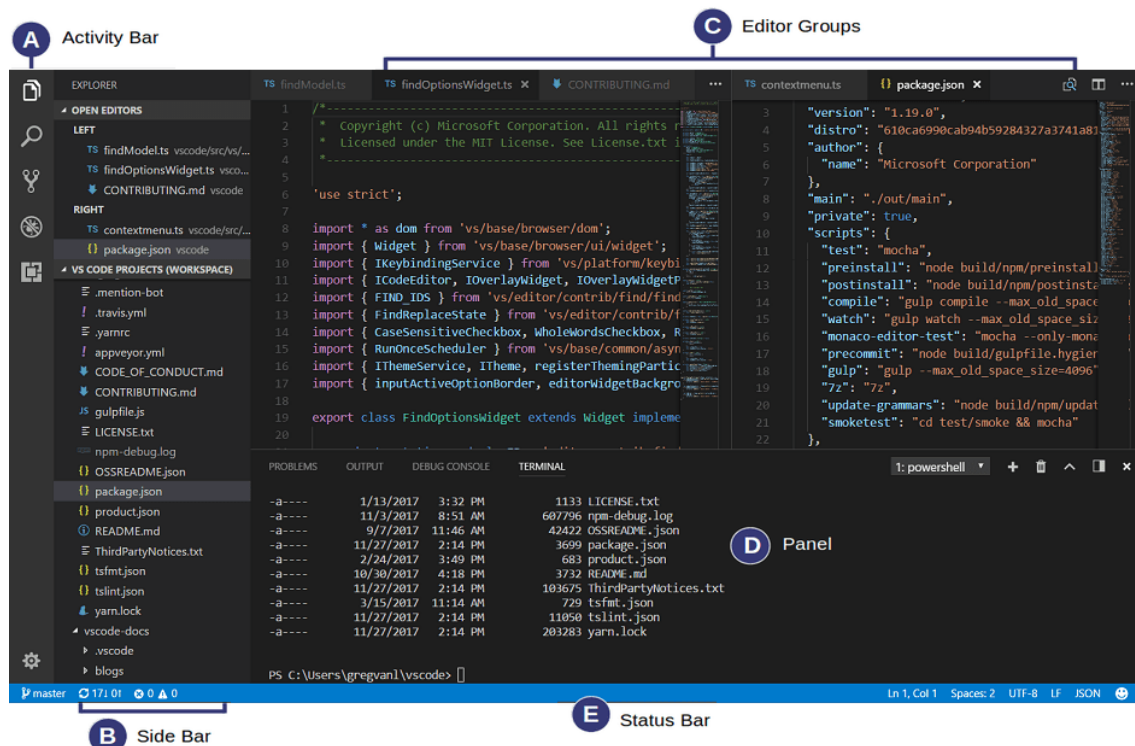 A Activity Bar
C Editor Groups
EXPLORER
OPEN EDITORS
LEFT
TS findModel.ts vscode/src/vs/...
TS findOptionsWidget.ts vsco...
CONTRIBUTING.md vscode
RIGHT
TS contextmenu.ts vscode/src/...
{} package.json vscode
VS CODE PROJECTS (WORKSPACE)
.mention-bot
! .travis.yml
.yarnrc
! appveyor.yml
CODE_OF_CONDUCT.md
CONTRIBUTING.md
JS gulpfile.js
LICENSE.txt
npm-debug.log
{} OSSREADME.json
{} package.json
{} product.json
README.md
ThirdPartyNotices.txt
{} tsfmt.json
{} tslint.json
yarn.lock
vscode-docs
.vscode
blogs
TS findModel.ts TS findOptionsWidget.ts × CONTRIBUTING.md ...
1 /*---------------------------------------------
2 * Copyright (c) Microsoft Corporation. All rights r
3 * Licensed under the MIT License. See License.txt i
4 *---------------------------------------------
5
6 'use strict';
7
8 import * as dom from 'vs/base/browser/dom';
9 import { Widget } from 'vs/base/browser/ui/widget';
10 import { IKeybindingService } from 'vs/platform/keybi
11 import { ICodeEditor, IOverlayWidget, IOverlayWidgetP
12 import { FIND_IDS } from 'vs/editor/contrib/find/find
13 import { FindReplaceState } from 'vs/editor/contrib/f
14 import { CaseSensitiveCheckbox, WholeWordsCheckbox, R
15 import { RunOnceScheduler } from 'vs/base/common/asyn
16 import { IThemeService, ITheme, registerThemingPartic
17 import { inputActiveOptionBorder, editorWidgetBackgro
18
19 export class FindOptionsWidget extends Widget impleme
20
TS contextmenu.ts {} package.json × ...
3 "version": "1.19.0",
4 "distro": "610ca6990cab94b59284327a3741a81
5 "author": {
6 "name": "Microsoft Corporation"
7 },
8 "main": "./out/main",
9 "private": true,
10 "scripts": {
11 "test": "mocha",
12 "preinstall": "node build/npm/preinstall
13 "postinstall": "node build/npm/postinsta
14 "compile": "gulp compile --max_old_space
15 "watch": "gulp watch --max_old_space_siz
16 "monaco-editor-test": "mocha --only-mona
17 "precommit": "node build/gulpfile.hygien
18 "gulp": "gulp --max_old_space_size=4096"
19 "7z": "7z",
20 "update-grammars": "node build/npm/updat
21 "smoketest": "cd test/smoke && mocha"
22 },
PROBLEMS OUTPUT DEBUG CONSOLE TERMINAL 1: powershell
-a---- 1/13/2017 3:32 PM 1133 LICENSE.txt
-a---- 11/3/2017 8:51 AM 607796 npm-debug.log
-a---- 9/7/2017 11:46 AM 42422 OSSREADME.json
-a---- 11/27/2017 2:14 PM 3699 package.json
-a---- 2/24/2017 3:49 PM 683 product.json
-a---- 10/30/2017 4:18 PM 3732 README.md
-a---- 11/27/2017 2:14 PM 103675 ThirdPartyNotices.txt
-a---- 3/15/2017 11:14 AM 729 tsfmt.json
-a---- 11/27/2017 2:14 PM 11050 tslint.json
-a---- 11/27/2017 2:14 PM 203283 yarn.lock
PS C:\Users\gregvanl\vscode>
D Panel
master 17↓ 0↑ 0 0 Ln 1, Col 1 Spaces: 2 UTF-8 LF JSON
B Side Bar
E Status Bar